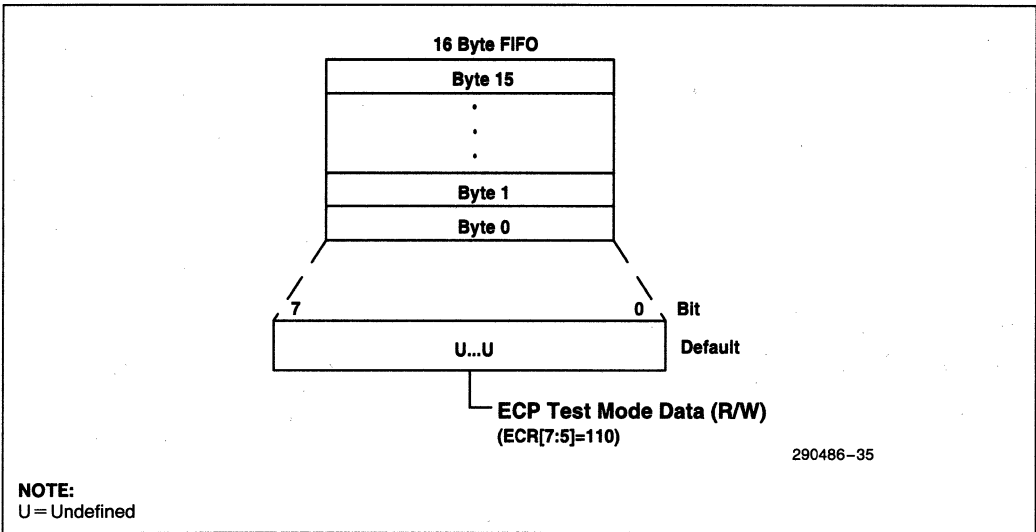 16 Byte FIFO
Byte 15
Byte 1
Byte 0
7 0 Bit
U...U Default
ECP Test Mode Data (R/W)
(ECR[7:5]=110)
290486-35
NOTE:
U=Undefined